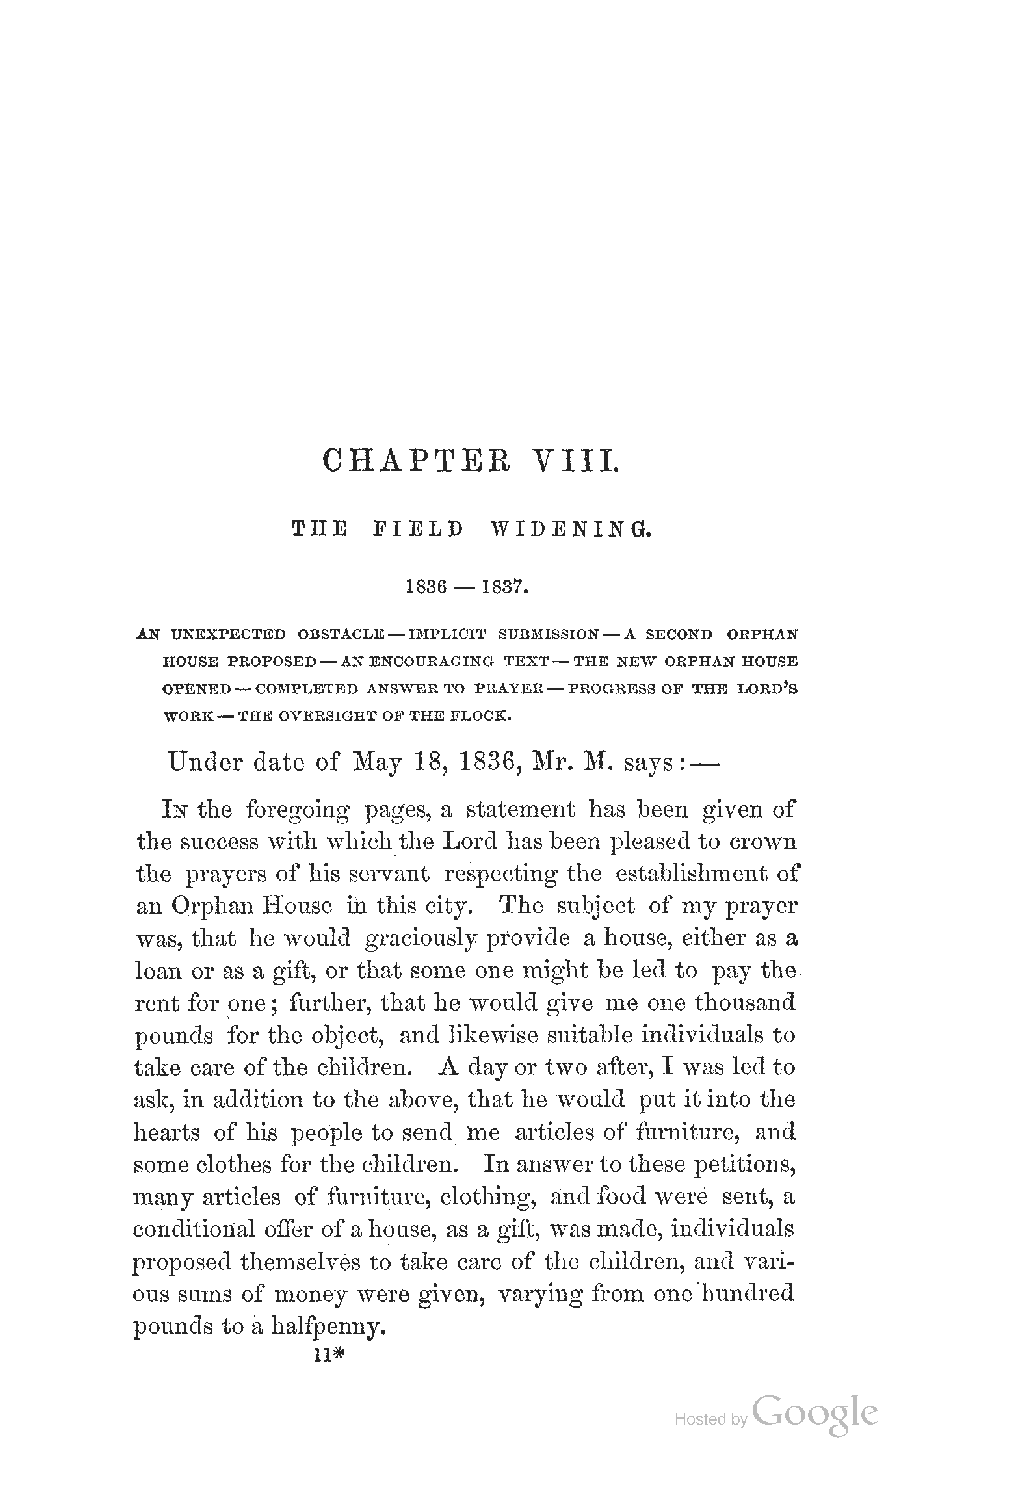 CHAPTER VIII.
THE FIELD WIDENING.
1836 — 1837.
AN UNEXPECTED OBSTACLE — IMPLICIT SUBMISSION — A SECOND ORPHAN
HOUSE PROPOSED — AN ENCOURAGING TEXT — THE NEW ORPHAN HOUSE
OPENED — COMPLETED ANSWER TO PRAYER — PROGRESS OF THE LORD'S
WORK — THE OVERSIGHT OF THE FLOCK.
Under date of May 18, 1836, Mr. M. says: —
IN the foregoing pages, a statement has been given of
the success with which the Lord has been pleased to crown
the prayers of his servant respecting the establishment of
an Orphan House in this city. The subject of my prayer
was, that he would graciously provide a house, either as a
loan or as a gift, or that some one might be led to pay the
rent for one; further, that he would give me one thousand
pounds for the object, and likewise suitable individuals to
take care of the children. A day or two after, I was led to
ask, in addition to the above, that he would put it into the
hearts of his people to send me articles of furniture, and
some clothes for the children. In answer to these petitions,
many articles of furniture, clothing, and food were sent, a
conditional offer of a house, as a gift, was made, individuals
proposed themselves to take care of the children, and vari-
ous sums of money were given, varying from one hundred
pounds to a halfpenny.
11*
Hosted by Google